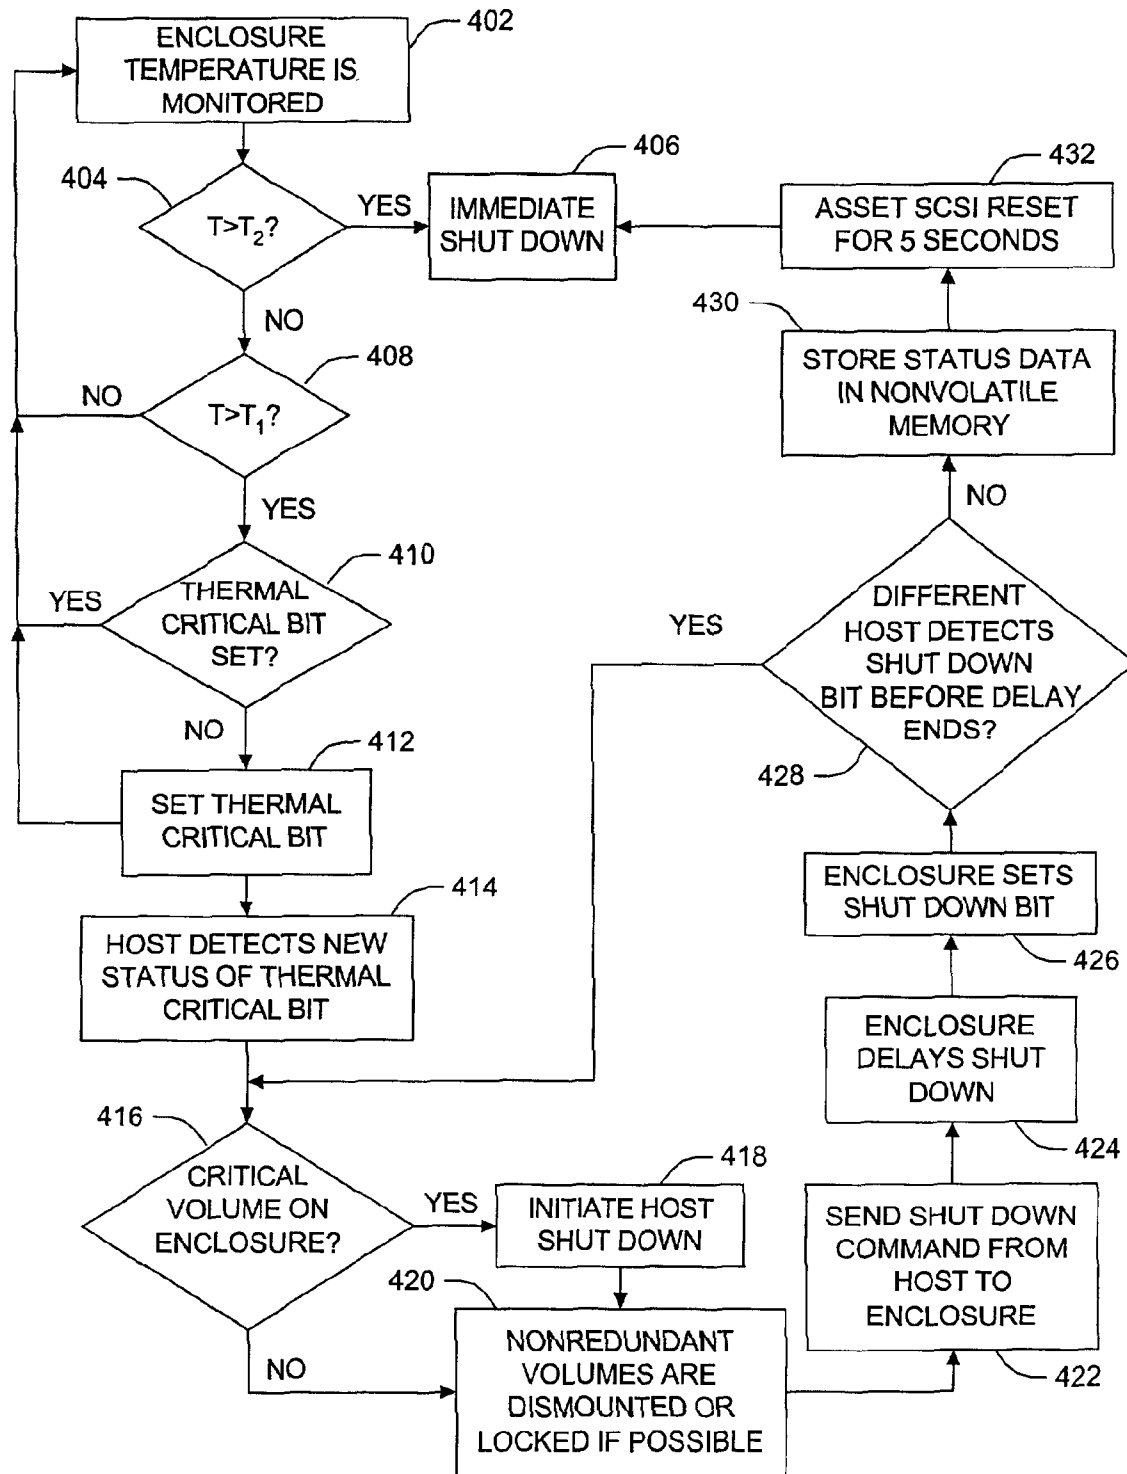 ENCLOSURE
TEMPERATURE IS
MONITORED
402
404
T>T2?
YES
NO
IMMEDIATE
SHUT DOWN
406
ASSET SCSI RESET
FOR 5 SECONDS
432
430
STORE STATUS DATA
IN NONVOLATILE
MEMORY
408
T>T1?
NO
YES
410
THERMAL
CRITICAL BIT
SET?
YES
NO
412
SET THERMAL
CRITICAL BIT
414
HOST DETECTS NEW
STATUS OF THERMAL
CRITICAL BIT
416
CRITICAL
VOLUME ON
ENCLOSURE?
YES
NO
418
INITIATE HOST
SHUT DOWN
420
NONREDUNDANT
VOLUMES ARE
DISMOUNTED OR
LOCKED IF POSSIBLE
SEND SHUT DOWN
COMMAND FROM
HOST TO
ENCLOSURE
422
ENCLOSURE
DELAYS SHUT
DOWN
424
ENCLOSURE SETS
SHUT DOWN BIT
426
DIFFERENT
HOST DETECTS
SHUT DOWN
BIT BEFORE DELAY
ENDS?
428
YES
NO